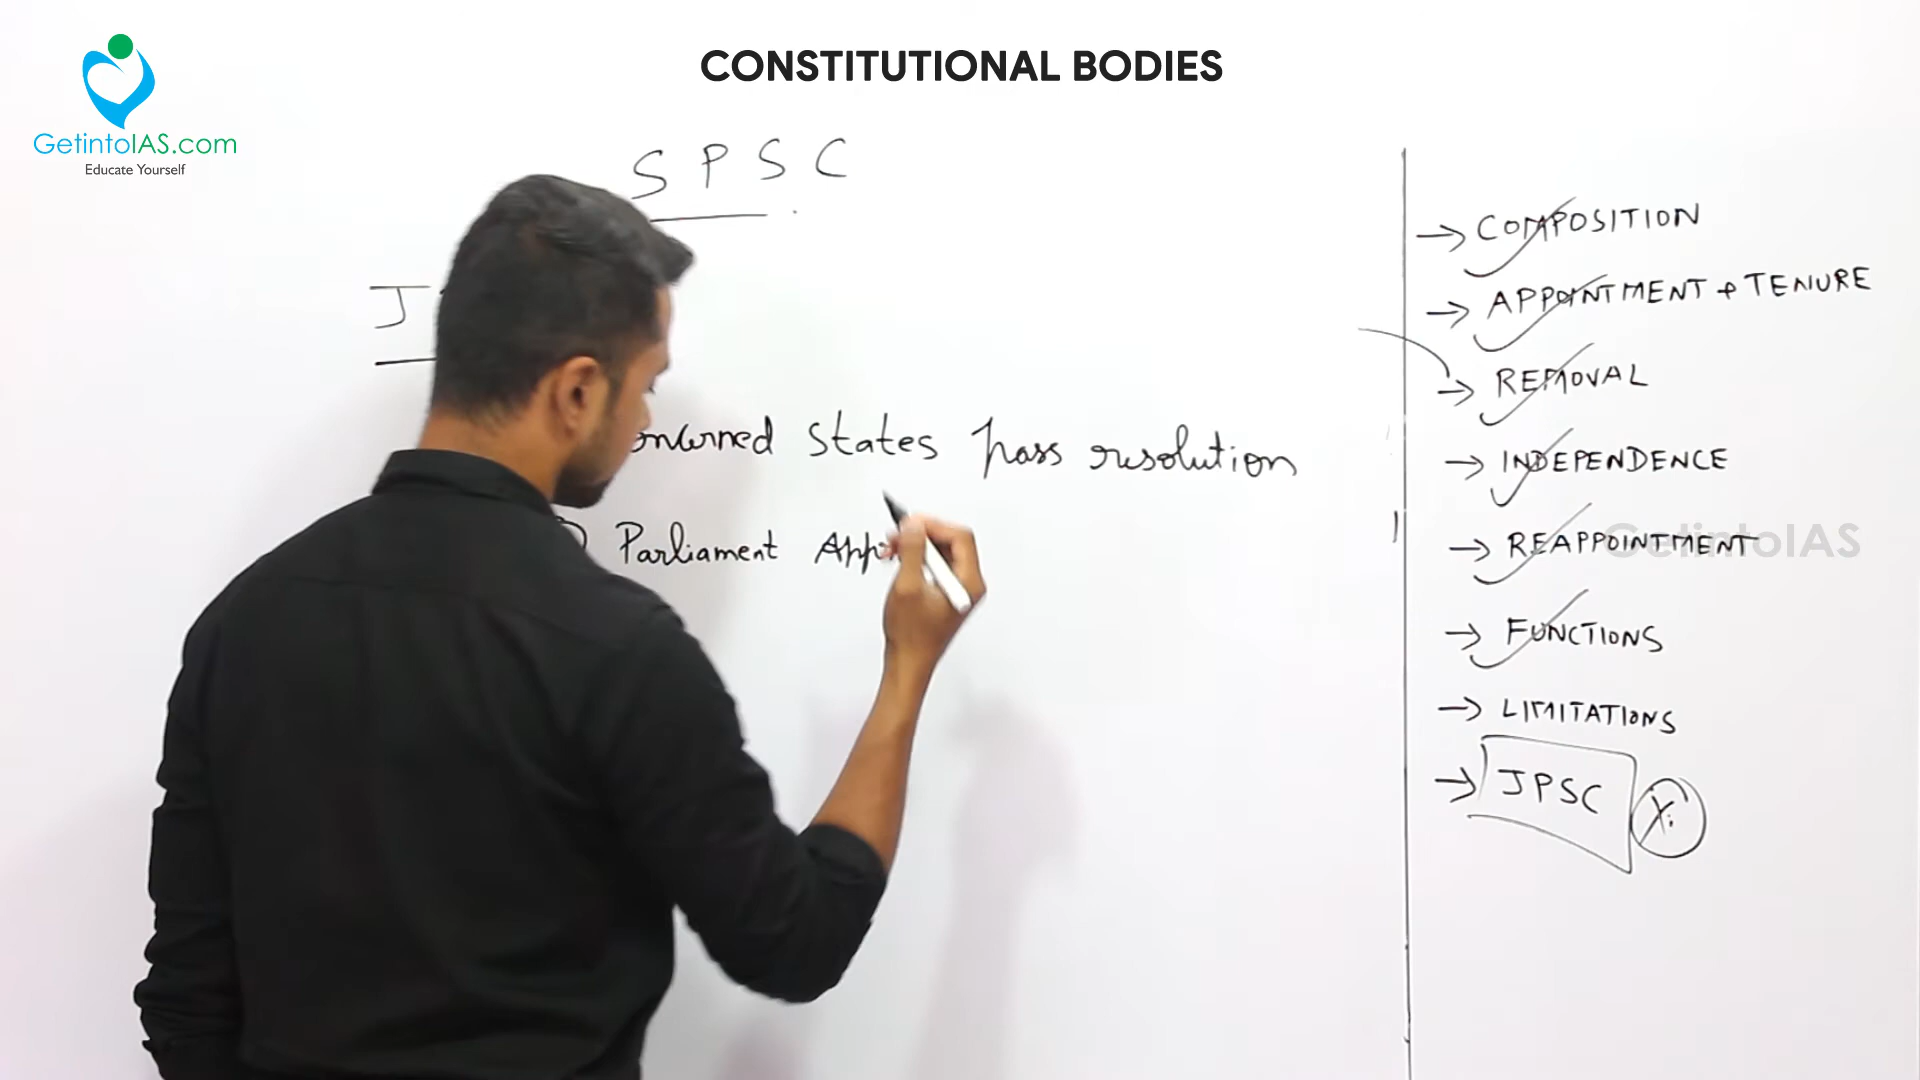 CONSTITUTIONAL BODIES
GetintoIAS.com
Educate Yourself
SPSC
J
states pass resolution
Parliament
→ COMPOSITION
→ APPOINTMENT + TENURE
→ REMOVAL
→ INDEPENDENCE
→ REAPPOINTMENT
GetintoIAS
→ FUNCTIONS
→ LIMITATIONS
→ JPSC